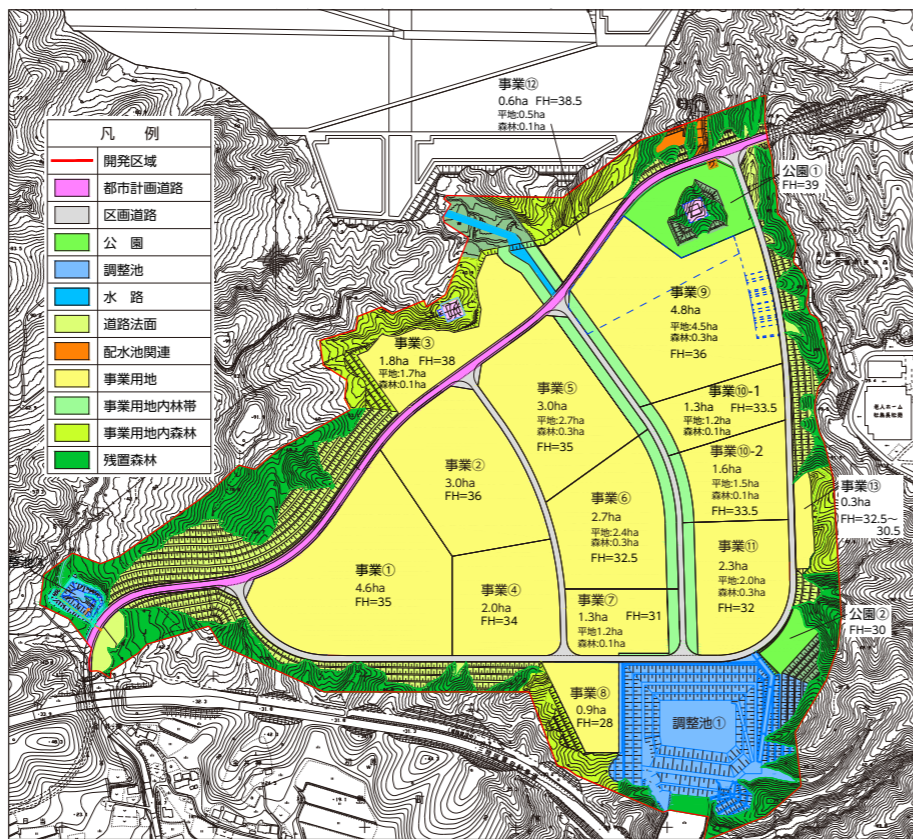 事業⑫
0.6ha FH=38.5
平地:0.5ha
森林:0.1ha
凡 例
開発区域
都市計画道路
区画道路
公 園
調整池
水 路
道路法面
配水池関連
事業用地
事業用地内林帯
事業用地内森林
残置森林
公園①
FH=39
事業⑨
4.8ha
平地:4.5ha
森林:0.3ha
FH=36
事業③
1.8ha FH=38
平地:1.7ha
森林:0.1ha
事業⑤
3.0ha
平地:2.7ha
森林:0.3ha
FH=35
事業⑩-1
1.3ha FH=33.5
平地:1.2ha
森林:0.1ha
事業②
3.0ha
FH=36
事業⑩-2
1.6ha
平地:1.5ha
森林:0.1ha
FH=33.5
事業⑥
2.7ha
平地:2.4ha
森林:0.3ha
FH=32.5
事業⑬
0.3ha
FH=32.5～
30.5
事業⑪
2.3ha
平地:2.0ha
森林:0.3ha
FH=32
事業①
4.6ha
FH=35
事業④
2.0ha
FH=34
事業⑦
1.3ha FH=31
平地1.2ha
森林:0.1ha
公園②
FH=30
事業⑧
0.9ha
FH=28
調整池①
老人ホーム